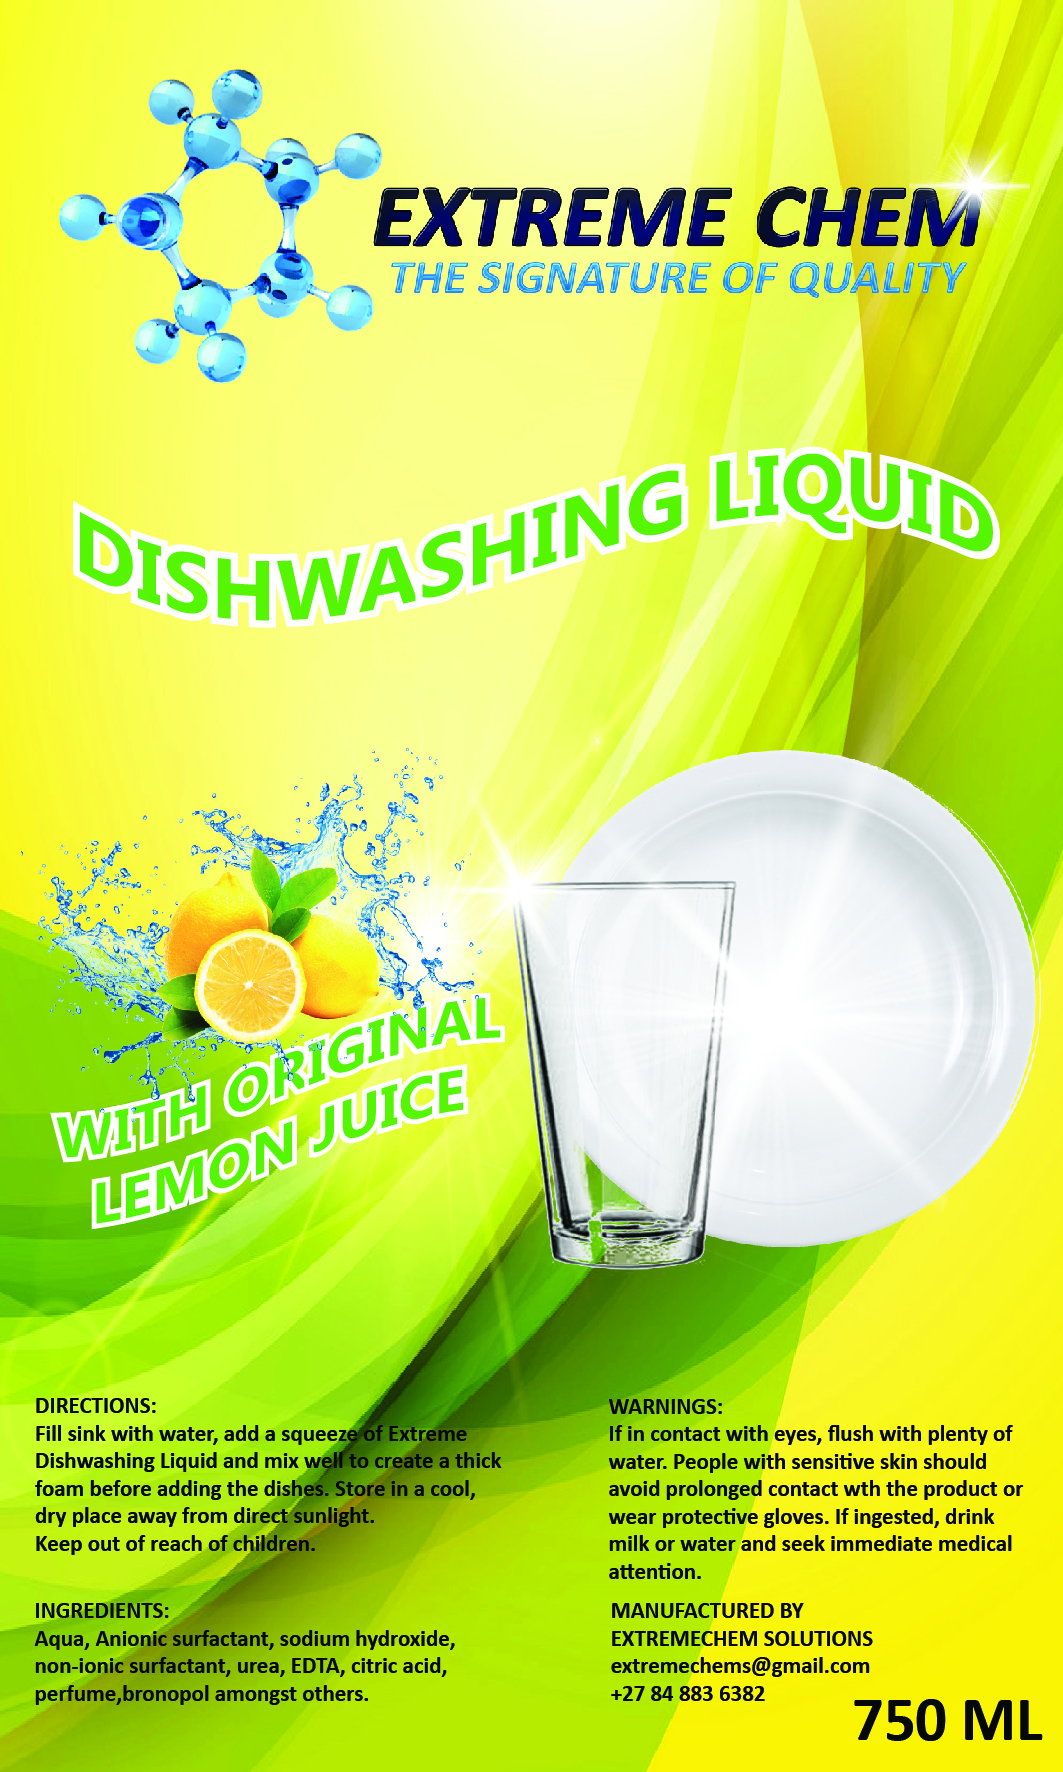 EXTREME CHEM
THE SIGNATURE OF QUALITY
DISHWASHING LIQUID
WITH ORIGINAL
LEMON JUICE
DIRECTIONS:
Fill sink with water, add a squeeze of Extreme
Dishwashing Liquid and mix well to create a thick
foam before adding the dishes. Store in a cool,
dry place away from direct sunlight.
Keep out of reach of children.
INGREDIENTS:
Aqua, Anionic surfactant, sodium hydroxide,
non-ionic surfactant, urea, EDTA, citric acid,
perfume,bronopol amongst others.
WARNINGS:
If in contact with eyes, flush with plenty of
water. People with sensitive skin should
avoid prolonged contact wth the product or
wear protective gloves. If ingested, drink
milk or water and seek immediate medical
attention.
MANUFACTURED BY
EXTREMECHEM SOLUTIONS
extremechems@gmail.com
+27 84 883 6382
750 ML